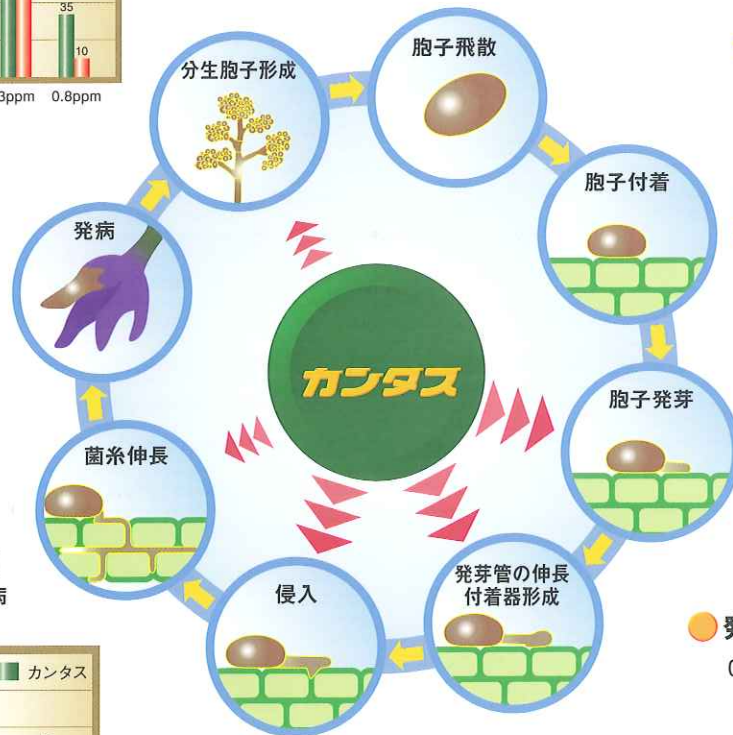 35
10
3ppm
0.8ppm
分生胞子形成
胞子飛散
胞子付着
発病
カンタス
胞子発芽
菌糸伸長
発芽管の伸長
付着器形成
侵入
カンタス